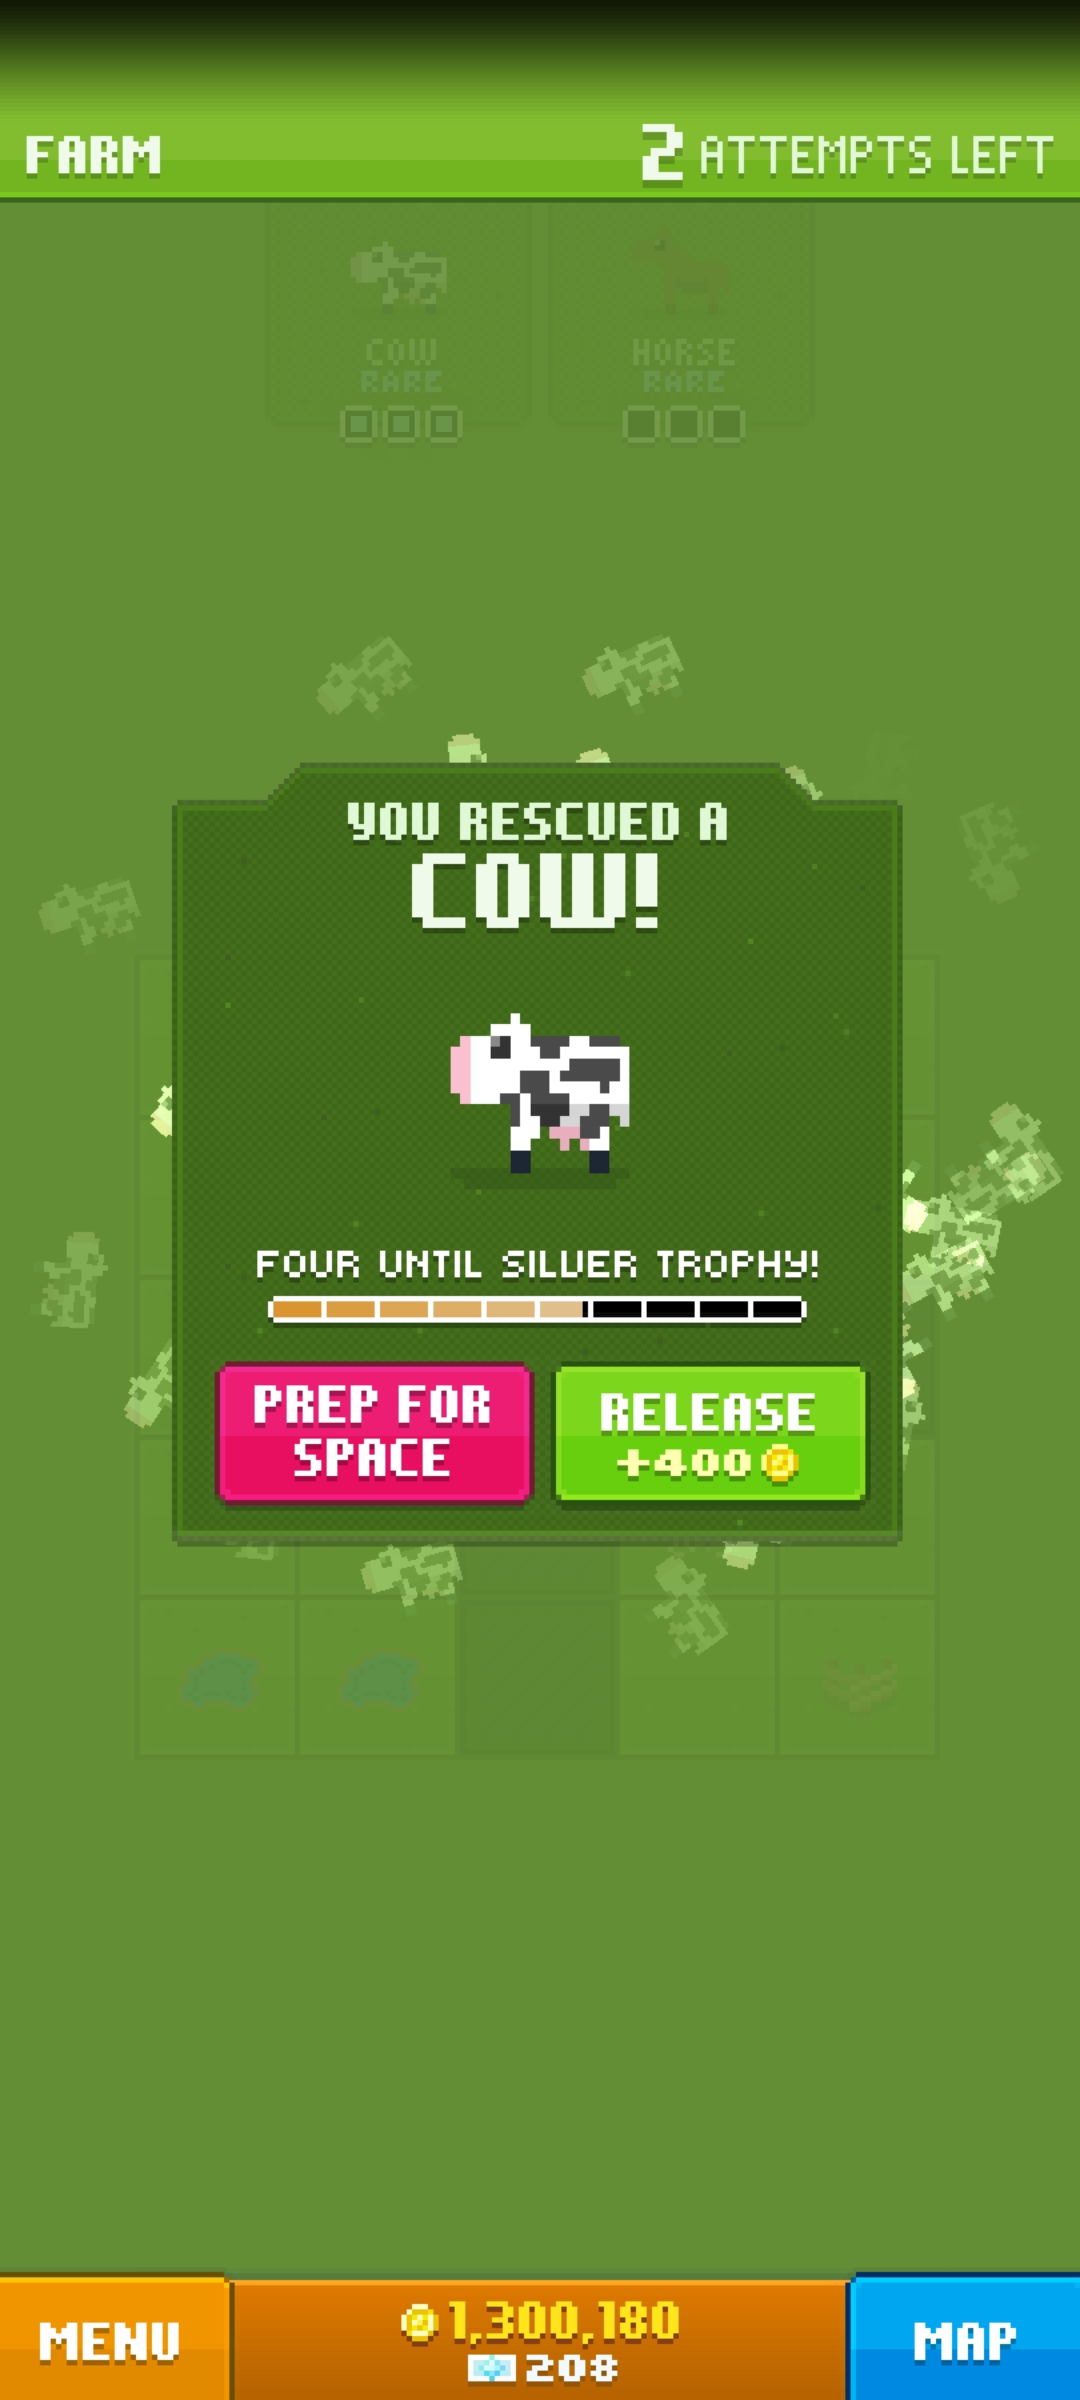 FARM
2 ATTEMPTS LEFT
COW
RARE
HORSE
RARE
YOU RESCUED A
COW!
FOUR UNTIL SILVER TROPHY!
PREP FOR
SPACE
RELEASE
+400
MENU
1,300,180
208
MAP